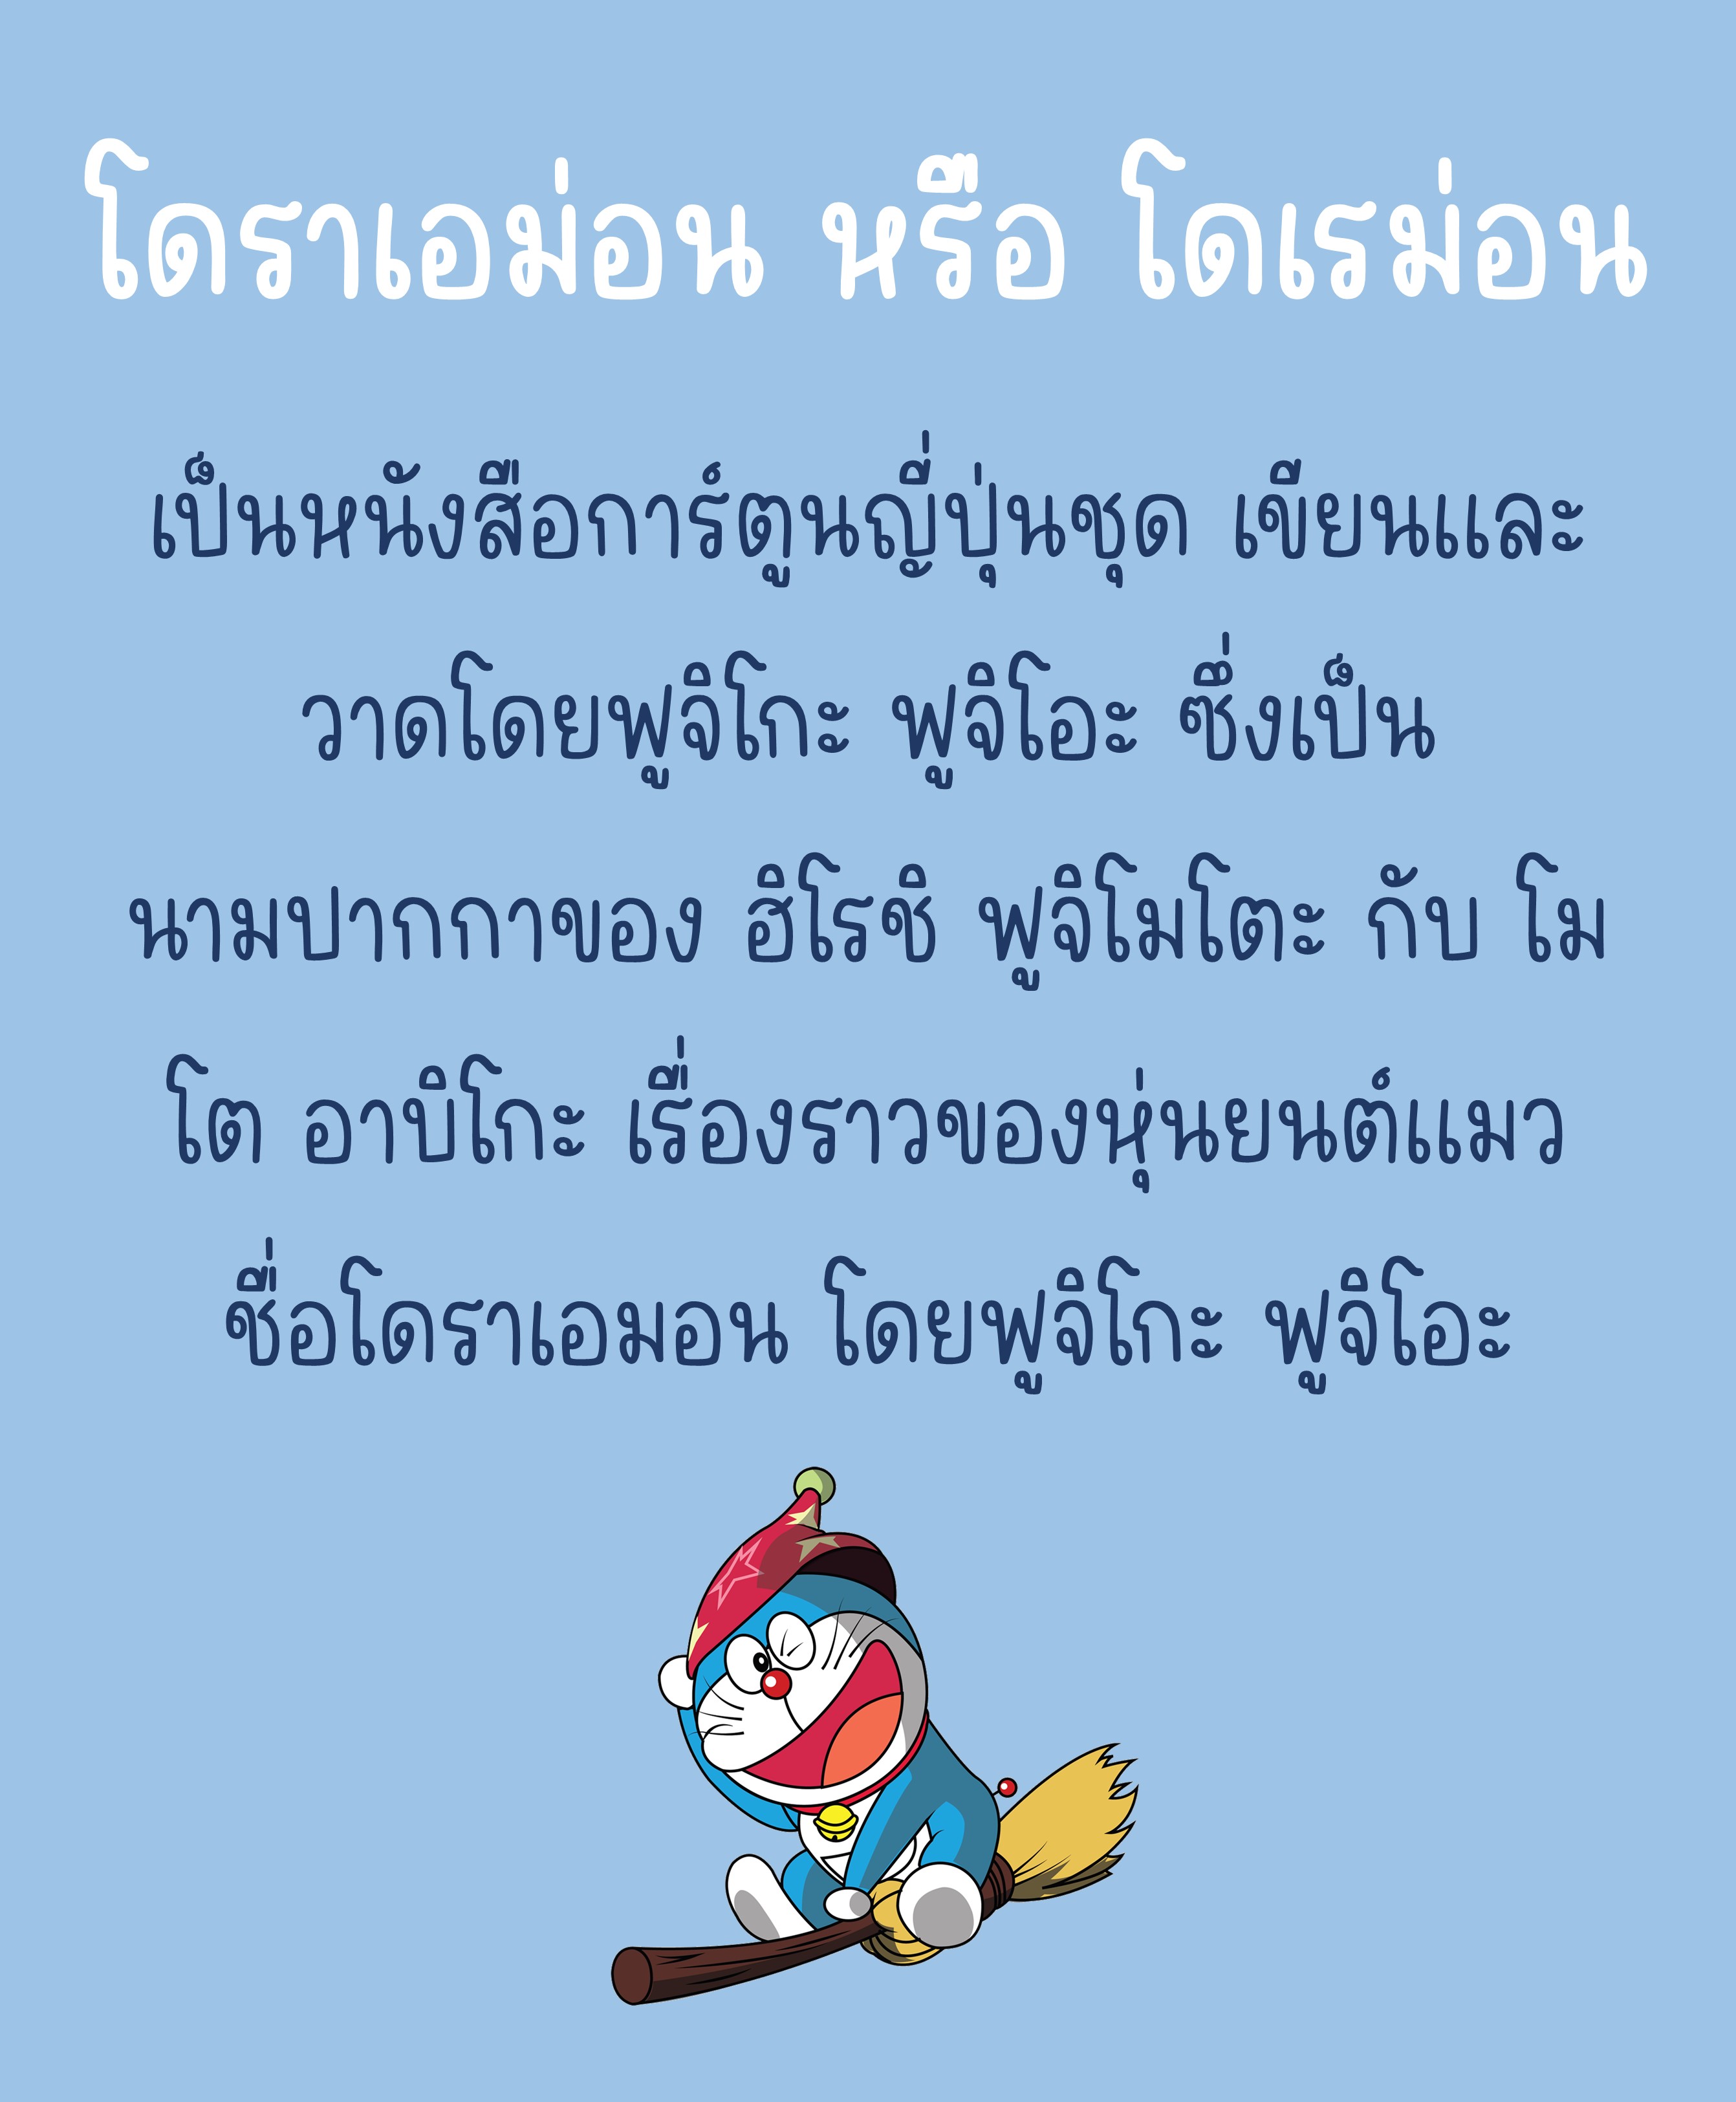 โดราเอม่อน หรือ โดเรม่อน
เป็นหนังสือการ์ตูนญี่ปุ่นชุด เขียนและ
วาดโดยฟูจิโกะ ฟูจิโอะ ซึ่งเป็น
นามปากกาของ ฮิโรชิ ฟูจิโมโตะ กับ โม
โต อาบิโกะ เรื่องราวของหุ่นยนต์แมว
ชื่อโดราเอมอน โดยฟูจิโกะ ฟูจิโอะ